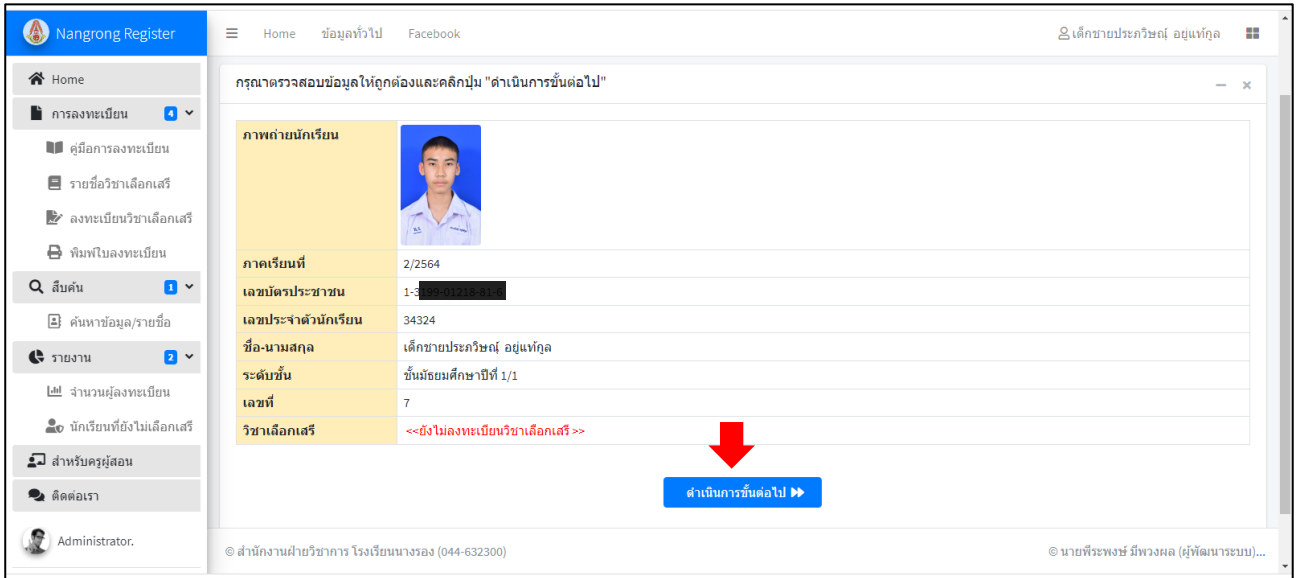 Nangrong Register
Home ข้อมูลทั่วไป Facebook
เด็กชายประภวิษณุ์ อยู่แท้กูล
Home
การลงทะเบียน 4
คู่มือการลงทะเบียน
รายชื่อวิชาเลือกเสรี
ลงทะเบียนวิชาเลือกเสรี
พิมพ์ใบลงทะเบียน
สืบค้น 1
ค้นหาข้อมูล/รายชื่อ
รายงาน 2
จำนวนผู้ลงทะเบียน
นักเรียนที่ยังไม่เลือกเสรี
สำหรับครูผู้สอน
ติดต่อเรา
Administrator.
กรุณาตรวจสอบข้อมูลให้ถูกต้องและคลิกปุ่ม "ดำเนินการขั้นต่อไป"
ภาพถ่ายนักเรียน
ภาคเรียนที่ 2/2564
เลขบัตรประชาชน 1-3
เลขประจำตัวนักเรียน 34324
ชื่อ-นามสกุล เด็กชายประภวิษณุ์ อยู่แท้กูล
ระดับชั้น ชั้นมัธยมศึกษาปีที่ 1/1
เลขที่ 7
วิชาเลือกเสรี <<ยังไม่ลงทะเบียนวิชาเลือกเสรี >>
ดำเนินการขั้นต่อไป
© สำนักงานฝ่ายวิชาการ โรงเรียนนางรอง (044-632300)
© นายพีระพงษ์ มีพวงผล (ผู้พัฒนาระบบ)...